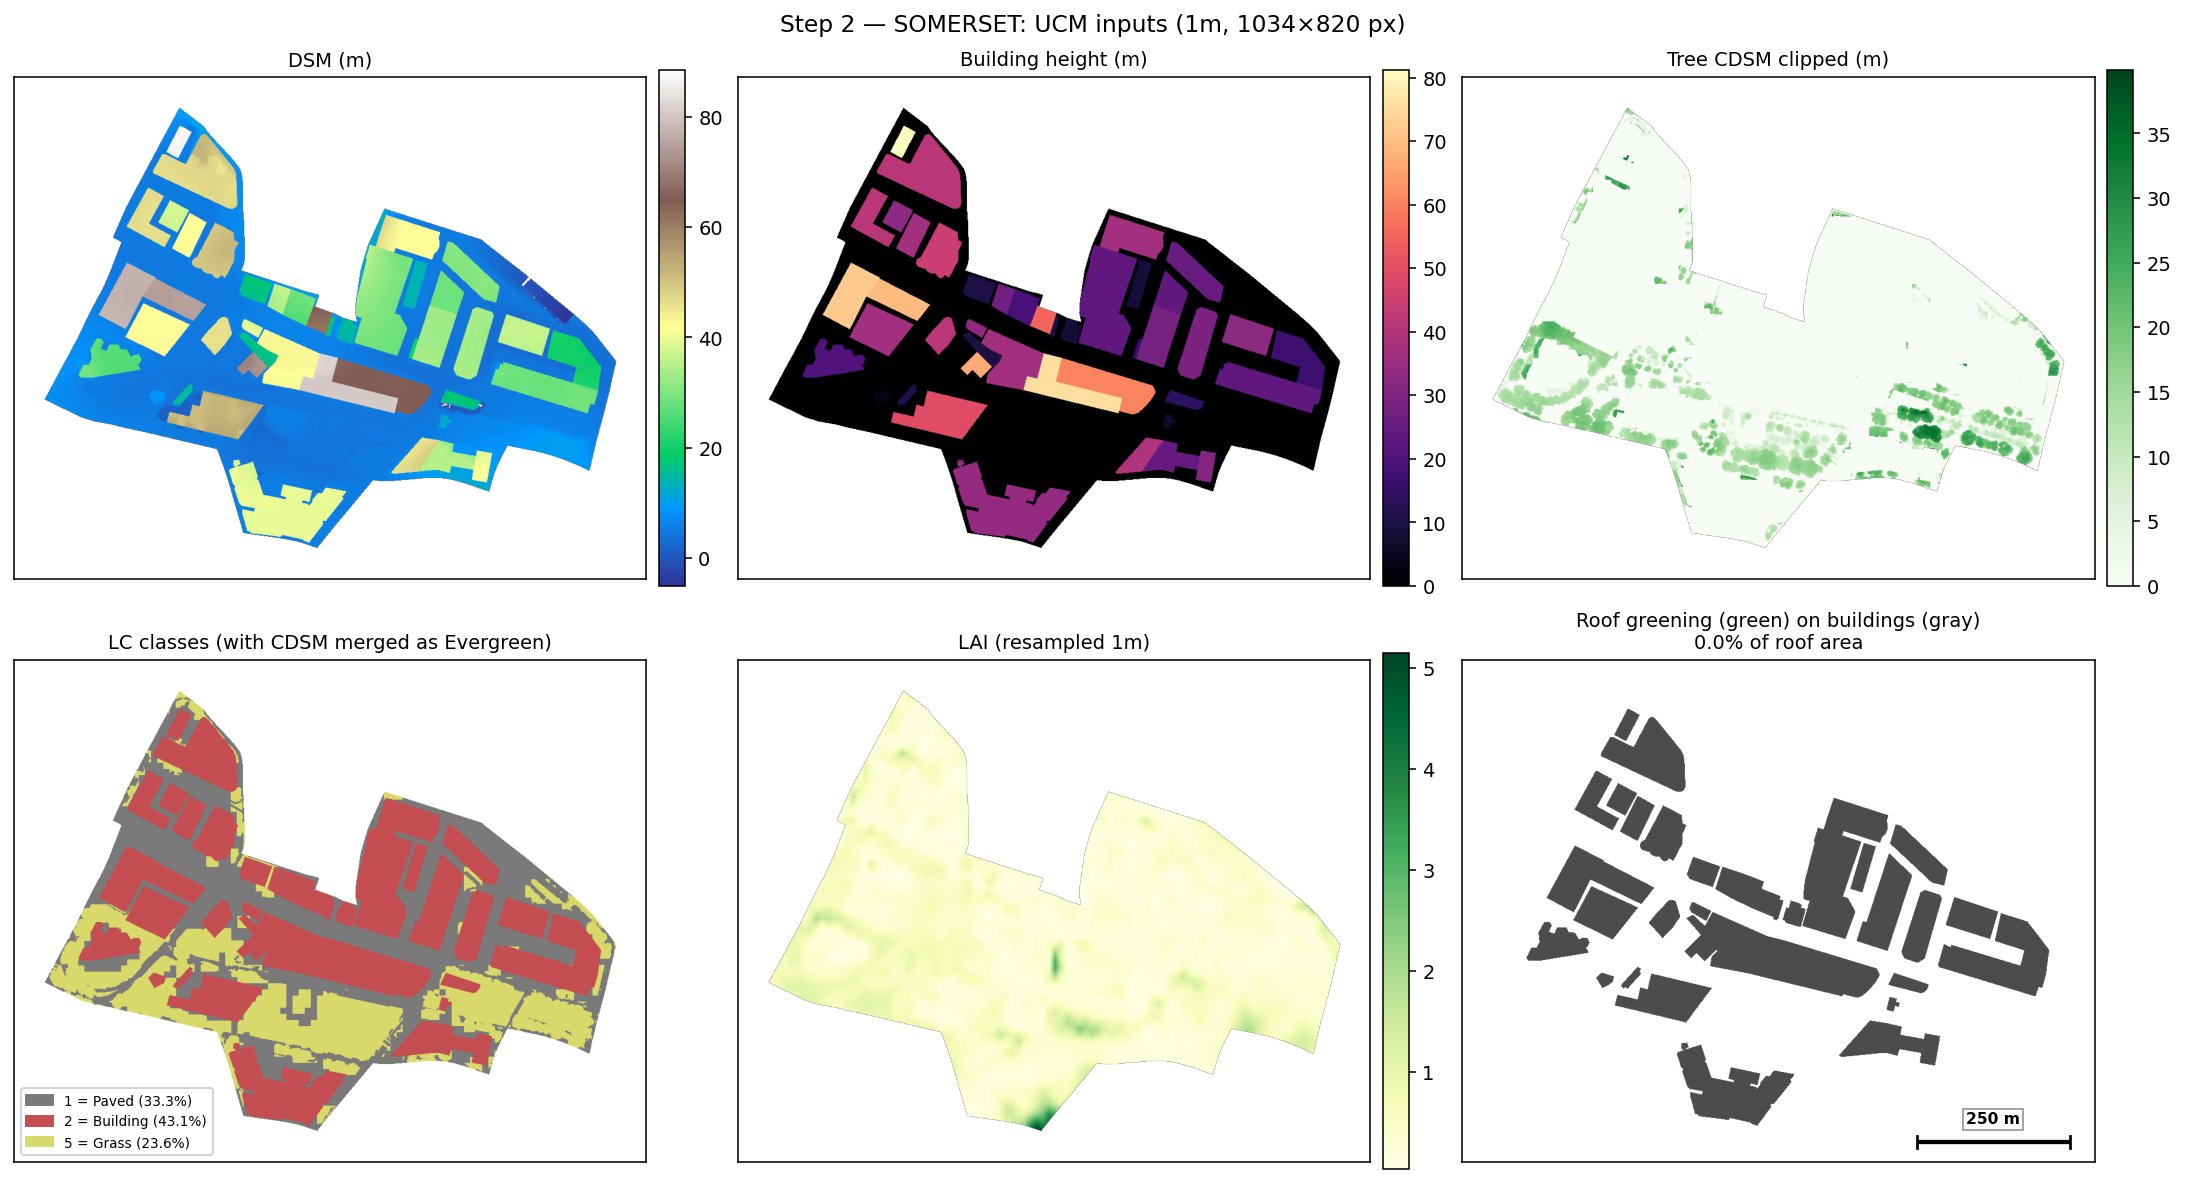 Step 2 — SOMERSET: UCM inputs (1m, 1034×820 px)
DSM (m)
80
60
40
20
0
Building height (m)
80
70
60
50
40
30
20
10
0
Tree CDSM clipped (m)
35
30
25
20
15
10
5
0
LC classes (with CDSM merged as Evergreen)
1 = Paved (33.3%)
2 = Building (43.1%)
5 = Grass (23.6%)
LAI (resampled 1m)
5
4
3
2
1
Roof greening (green) on buildings (gray)
0.0% of roof area
250 m